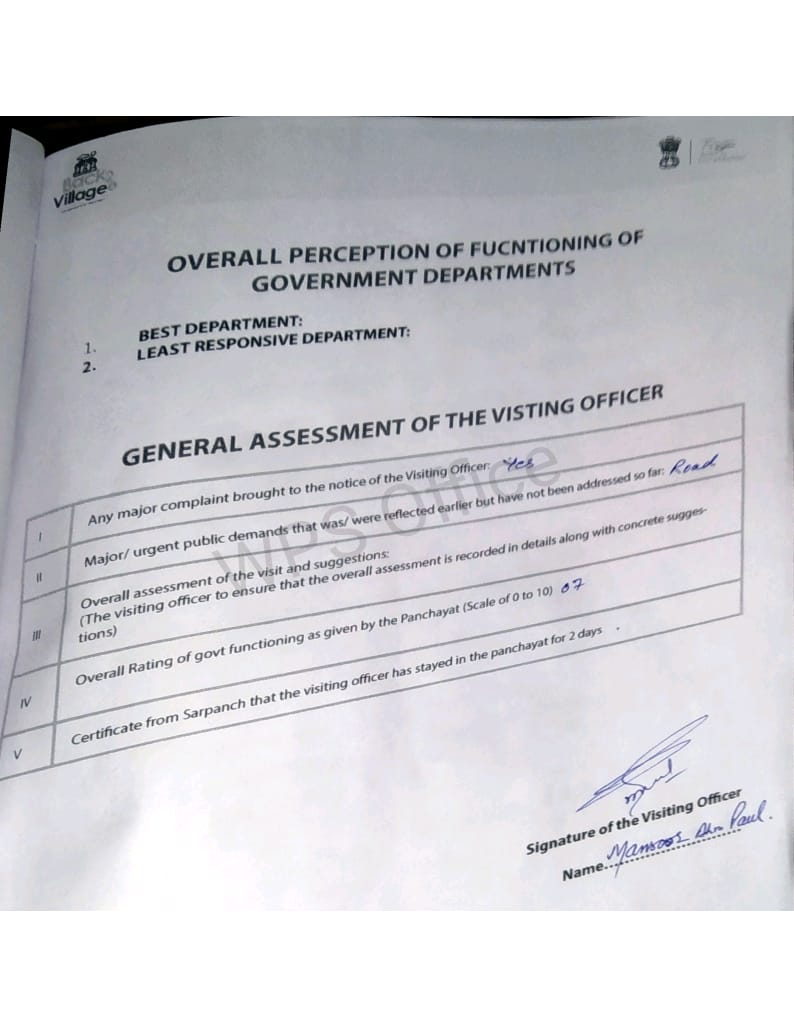 Back2
Village
OVERALL PERCEPTION OF FUCNTIONING OF
GOVERNMENT DEPARTMENTS
1. BEST DEPARTMENT:
2. LEAST RESPONSIVE DEPARTMENT:
GENERAL ASSESSMENT OF THE VISTING OFFICER
I Any major complaint brought to the notice of the Visiting Officer: Yes
II Major/ urgent public demands that was/ were reflected earlier but have not been addressed so far: Road
III Overall assessment of the visit and suggestions:
(The visiting officer to ensure that the overall assessment is recorded in details along with concrete sugges-
tions)
IV Overall Rating of govt functioning as given by the Panchayat (Scale of 0 to 10) 07
V Certificate from Sarpanch that the visiting officer has stayed in the panchayat for 2 days
WPS Office
Signature of the Visiting Officer
Name.. Mansoor Ahm Paul.